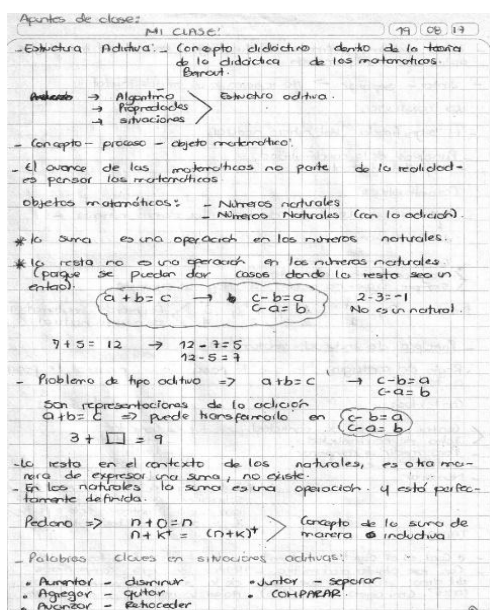 Apuntes de clase:
MI CLASE: 19 08 17
- Estructura Aditiva:_ Concepto didáctico dentro de la teoría
de la didáctica de las matematicas.
→ Algoritmo
→ Propiedades
→ situaciones
Estructura aditiva.
- Concepto - proceso - objeto matemático.
- El avance de las matemáticas no parte de la realidad-
es pensar las matemáticas
objetos matemáticos: - Números naturales
- Números Naturales (con la adición).
* la suma es una operación en los números naturales.
* la resta no es una operación en los números naturales.
(porque se puedan dar casos donde la resta sea un
entero).
a + b = c → c - b = a
c - a = b
2 - 3 = -1
No es un natural.
7 + 5 = 12 → 12 - 7 = 5
12 - 5 = 7
- Problema de tipo aditivo => a + b = c → c - b = a
c - a = b
son representaciones de la adición
a + b = c => puede transformarlo en c - b = a
c - a = b
3 + □ = 9
- la resta en el contexto de los naturales, es otra ma-
nera de expresar una suma, no existe.
- En los naturales la suma es una operación y está perfec-
tamente definida.
Peano => n + 0 = n
n + k⁺ = (n+k)⁺
Concepto de la suma de
manera inductiva
- Palabras claves en situaciones aditivas:
• Aumentar - disminuir • Juntar - separar
• Agregar - quitar • COMPARAR.
• Avanzar - Retroceder